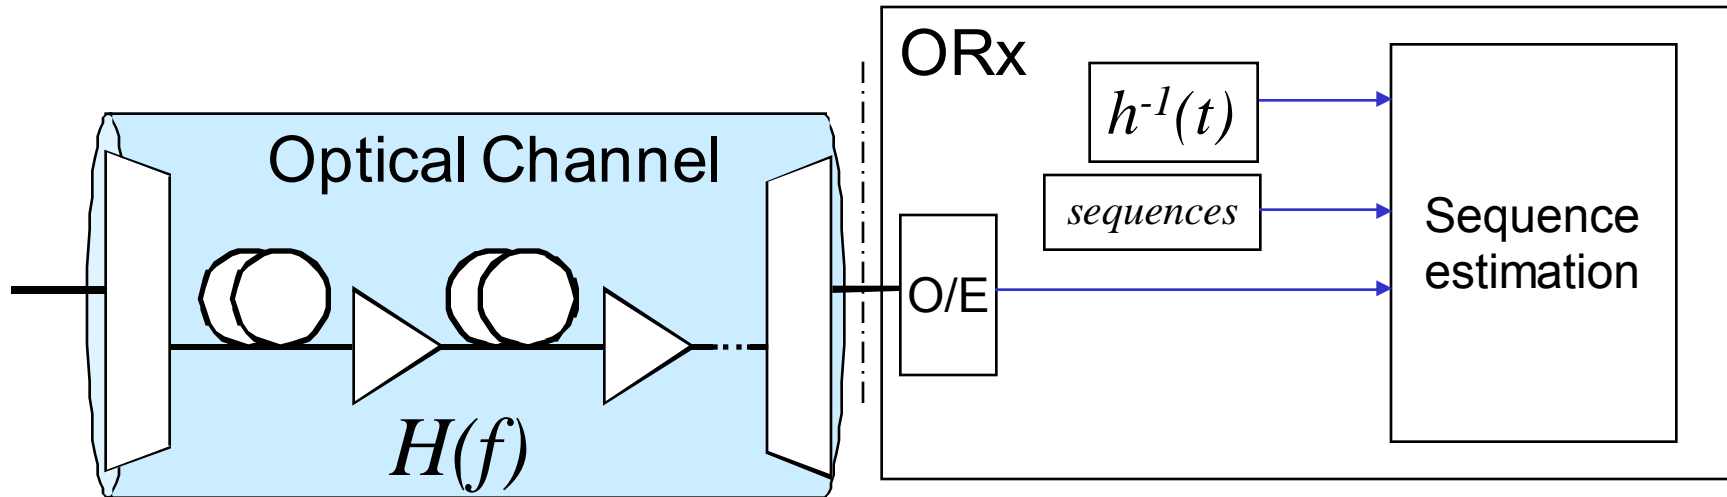 Optical Channel
H(f)
ORx
h⁻¹(t)
sequences
O/E
Sequence
estimation